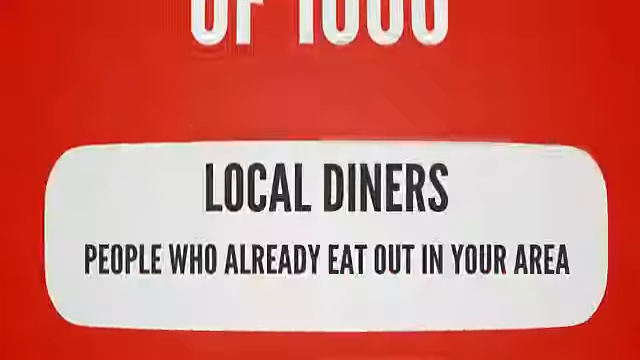 OF 1000
LOCAL DINERS
PEOPLE WHO ALREADY EAT OUT IN YOUR AREA